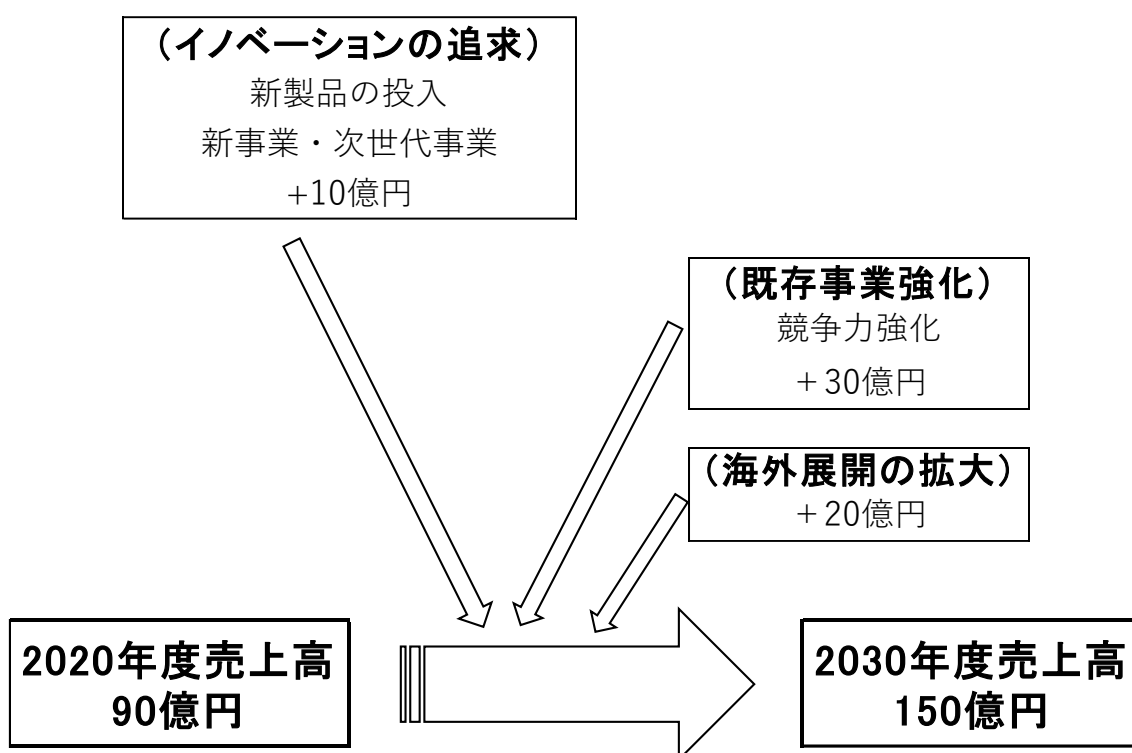 （イノベーションの追求）
新製品の投入
新事業・次世代事業
+10億円
（既存事業強化）
競争力強化
＋30億円
（海外展開の拡大）
＋20億円
2020年度売上高
90億円
2030年度売上高
150億円